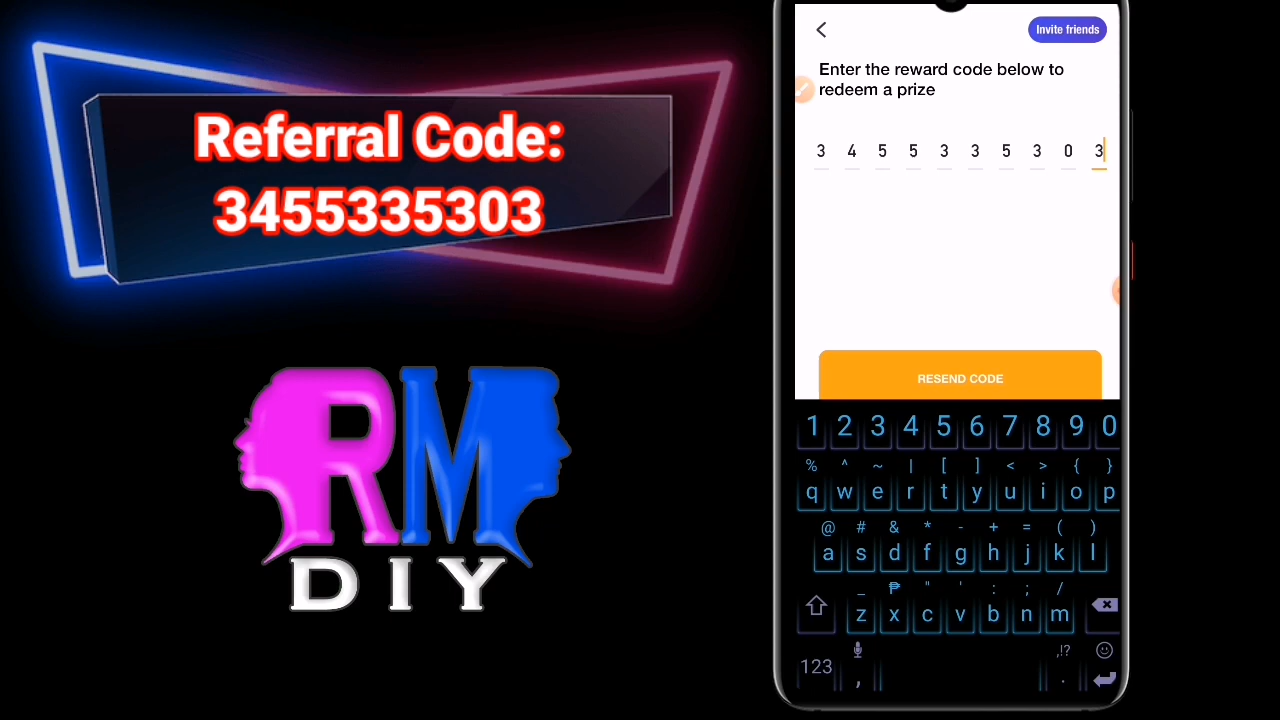 Referral Code:
3455335303
RM
DIY
Invite friends
Enter the reward code below to
redeem a prize
3 4 5 5 3 3 5 3 0 3
RESEND CODE
1 2 3 4 5 6 7 8 9 0
% ^ ~ | [ ] < > { }
q w e r t y u i o p
@ # & * - + = ( )
a s d f g h j k l
_ ₱ " ' : ; /
z x c v b n m
,!?
123 , .